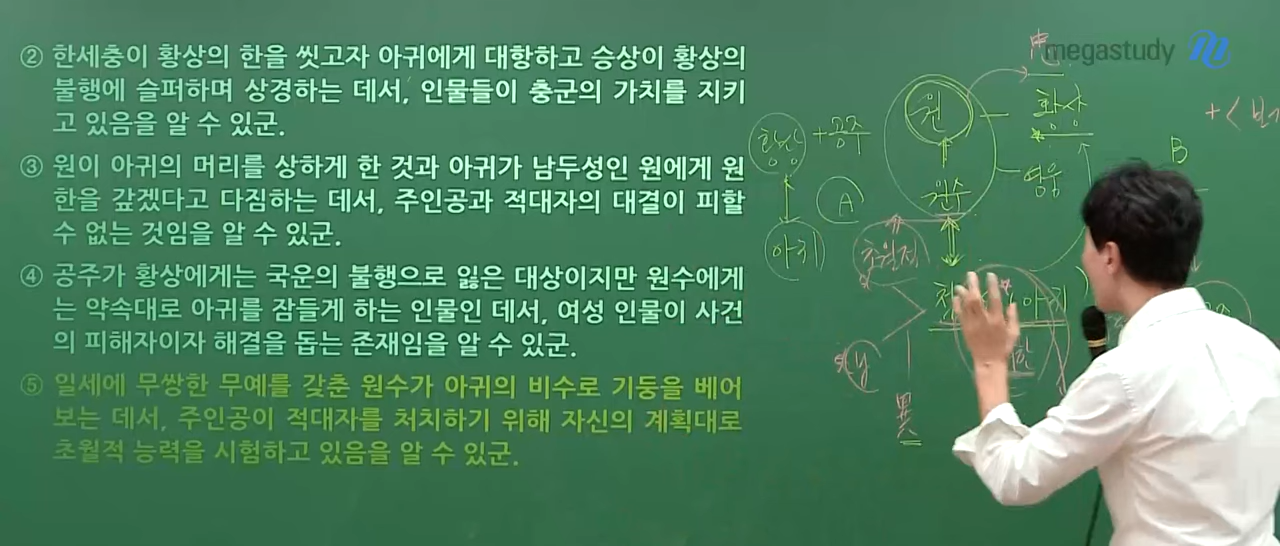 ② 한세충이 황상의 한을 씻고자 아귀에게 대항하고 승상이 황상의
불행에 슬퍼하며 상경하는 데서, 인물들이 충군의 가치를 지키
고 있음을 알 수 있군.
③ 원이 아귀의 머리를 상하게 한 것과 아귀가 남두성인 원에게 원
한을 갚겠다고 다짐하는 데서, 주인공과 적대자의 대결이 피할
수 없는 것임을 알 수 있군.
④ 공주가 황상에게는 국운의 불행으로 잃은 대상이지만 원수에게
는 약속대로 아귀를 잠들게 하는 인물인 데서, 여성 인물이 사건
의 피해자이자 해결을 돕는 존재임을 알 수 있군.
⑤ 일세에 무쌍한 무예를 갖춘 원수가 아귀의 비수로 기둥을 베어
보는 데서, 주인공이 적대자를 처치하기 위해 자신의 계획대로
초월적 능력을 시험하고 있음을 알 수 있군.
megastudy
中
원
황상
황상 +공주
B
영웅
원수
A
아귀
초월적
아귀
異